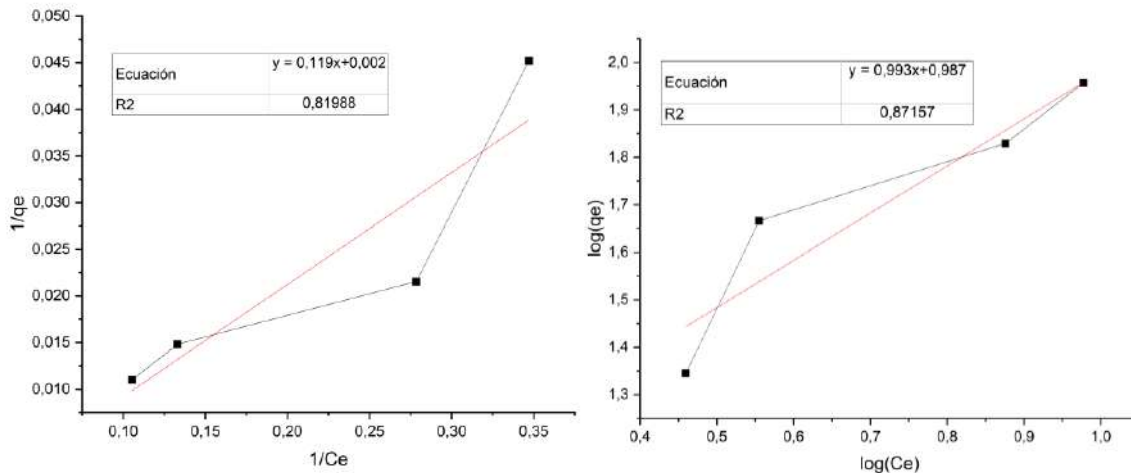 0,050
0,045
0,040
0,035
0,030
0,025
0,020
0,015
0,010
1/qe
Ecuación y = 0,119x+0,002
R2 0,81988
0,10 0,15 0,20 0,25 0,30 0,35
1/Ce
2,0
1,9
1,8
1,7
1,6
1,5
1,4
1,3
log(qe)
Ecuación y = 0,993x+0,987
R2 0,87157
0,4 0,5 0,6 0,7 0,8 0,9 1,0
log(Ce)